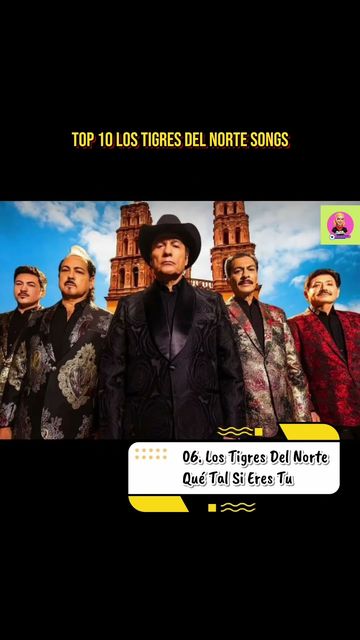 TOP 10 LOS TIGRES DEL NORTE SONGS
06. Los Tigres Del Norte
Qué Tal Si Eres Tu